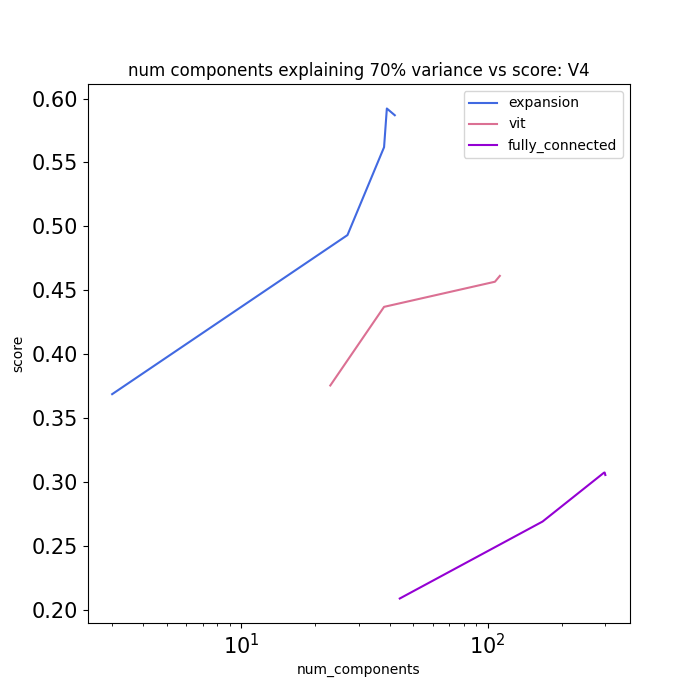 num components explaining 70% variance vs score: V4
expansion
vit
fully_connected
0.60
0.55
0.50
0.45
0.40
0.35
0.30
0.25
0.20
score
10¹
10²
num_components